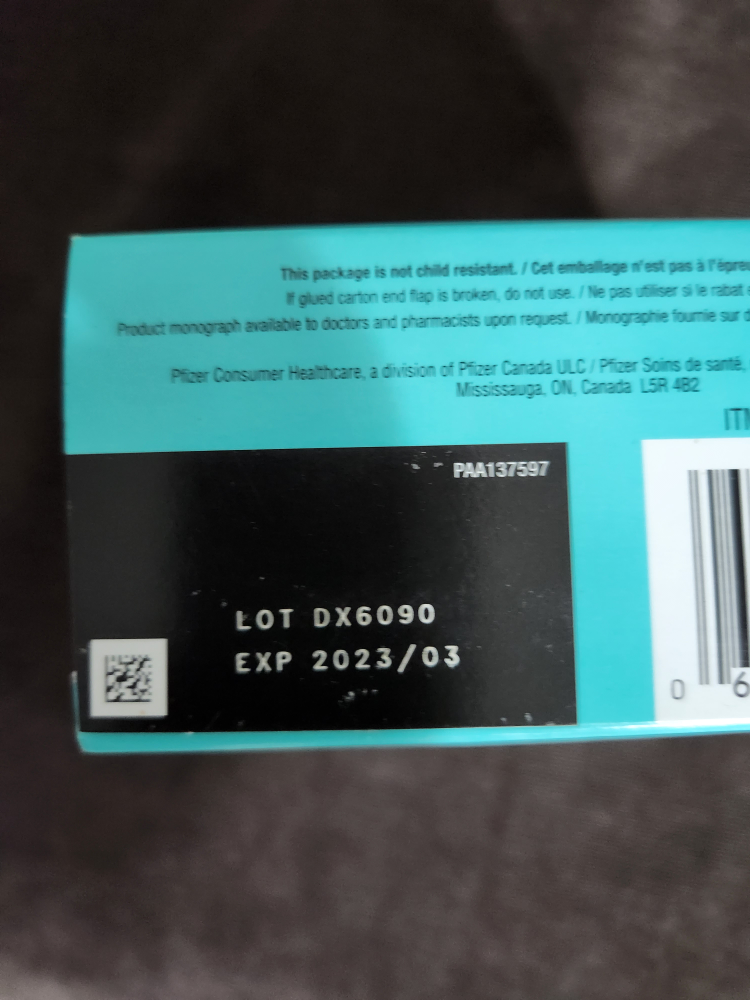 This package is not child resistant. / Cet emballage n'est pas à
If glued carton end flap is broken, do not use. / Ne pas utiliser si le rabat
Product monograph available to doctors and pharmacists upon request. / Monographie fournie sur
Pfizer Consumer Healthcare, a division of Pfizer Canada ULC / Pfizer Soins de santé,
Mississauga, ON, Canada L5R 4B2
PAA137597
LOT DX6090
EXP 2023/03
0 6